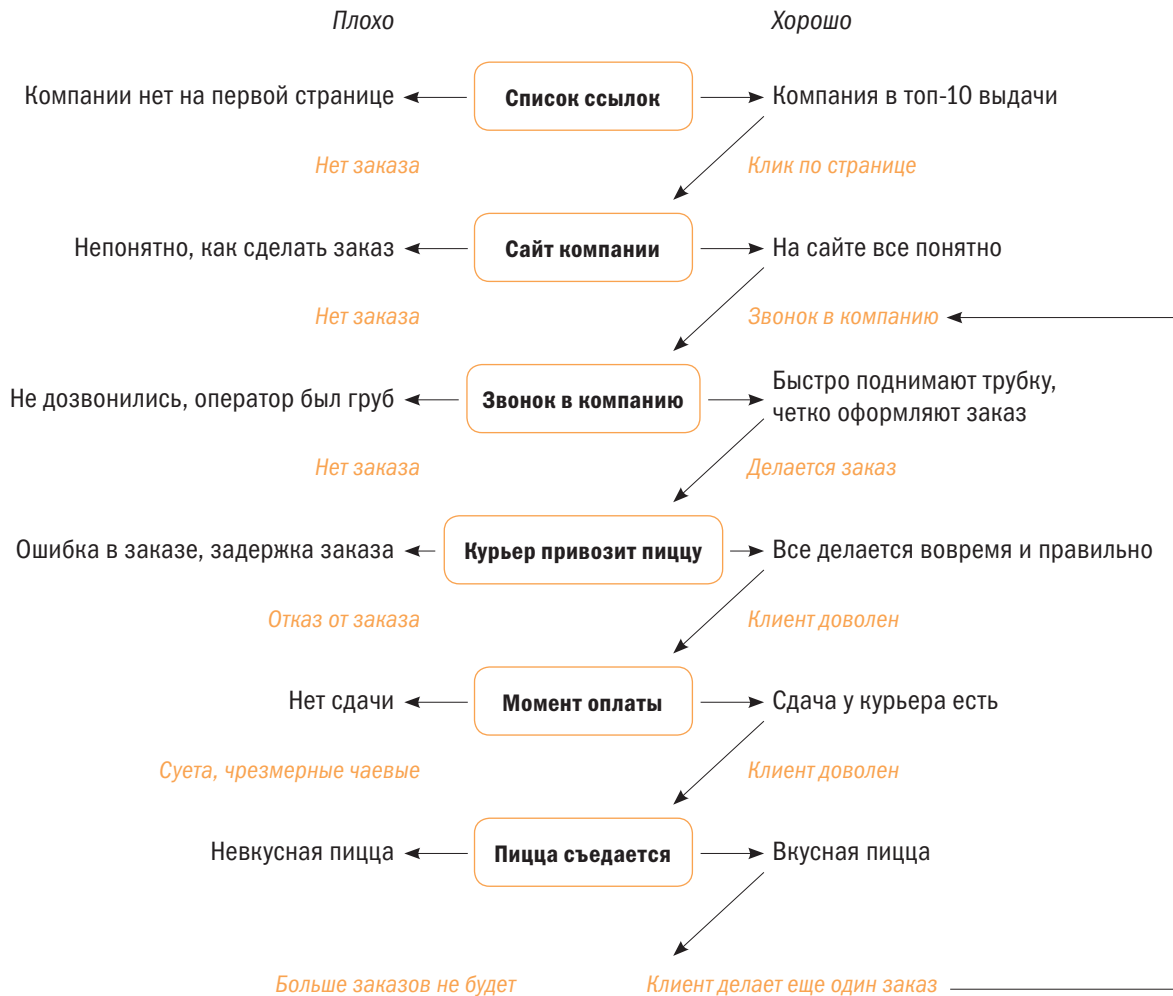 Плохо
Хорошо
Компании нет на первой странице
Список ссылок
Компания в топ-10 выдачи
Нет заказа
Клик по странице
Непонятно, как сделать заказ
Сайт компании
На сайте все понятно
Нет заказа
Звонок в компанию
Не дозвонились, оператор был груб
Звонок в компанию
Быстро поднимают трубку,
четко оформляют заказ
Нет заказа
Делается заказ
Ошибка в заказе, задержка заказа
Курьер привозит пиццу
Все делается вовремя и правильно
Отказ от заказа
Клиент доволен
Нет сдачи
Момент оплаты
Сдача у курьера есть
Суета, чрезмерные чаевые
Клиент доволен
Невкусная пицца
Пицца съедается
Вкусная пицца
Больше заказов не будет
Клиент делает еще один заказ